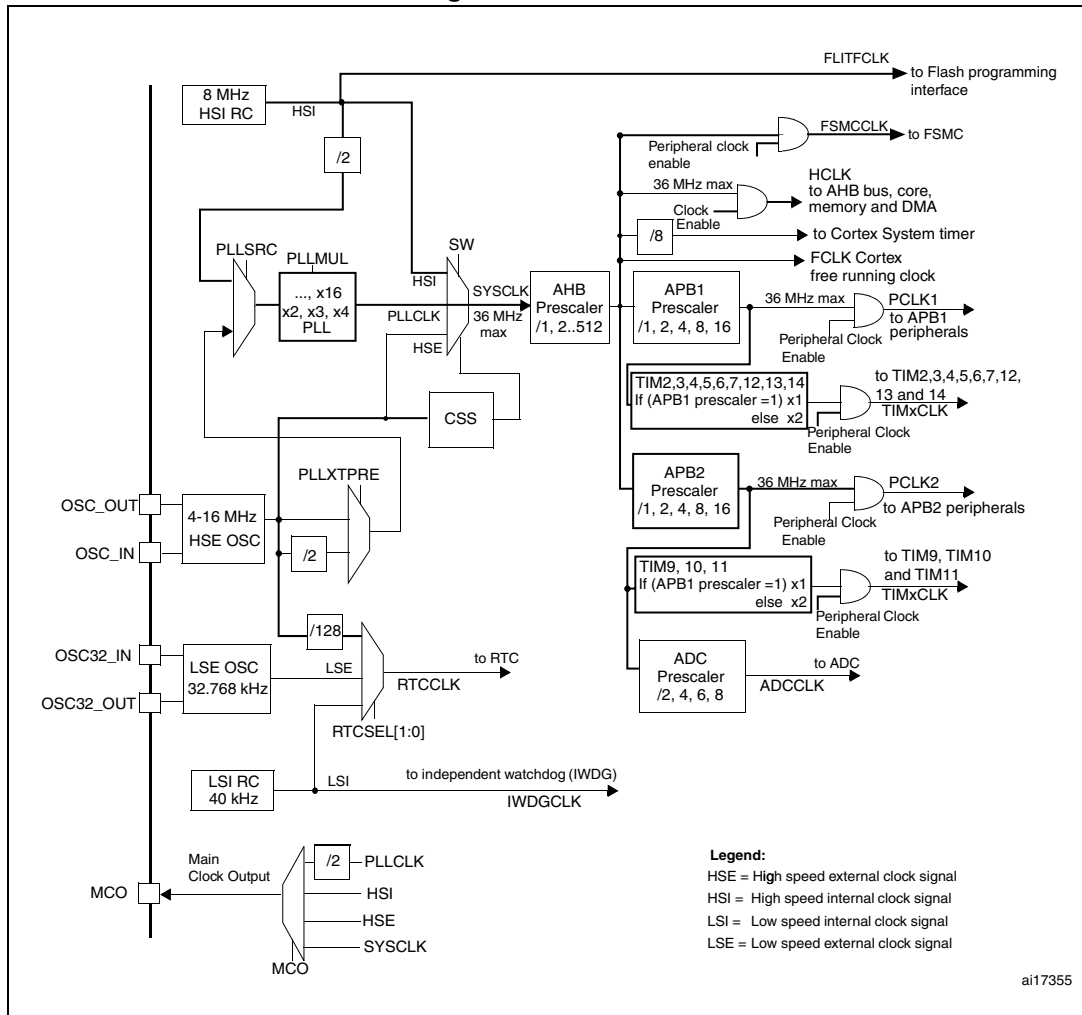 FLITFCLK
to Flash programming
interface
8 MHz
HSI RC
HSI
/2
FSMCCLK
to FSMC
Peripheral clock
enable
36 MHz max
HCLK
to AHB bus, core,
memory and DMA
Clock
Enable
/8
to Cortex System timer
FCLK Cortex
free running clock
PLLSRC
PLLMUL
..., x16
x2, x3, x4
PLL
SW
HSI
PLLCLK
HSE
SYSCLK
36 MHz
max
AHB
Prescaler
/1, 2..512
APB1
Prescaler
/1, 2, 4, 8, 16
36 MHz max
PCLK1
to APB1
peripherals
Peripheral Clock
Enable
CSS
TIM2,3,4,5,6,7,12,13,14
If (APB1 prescaler =1) x1
else x2
to TIM2,3,4,5,6,7,12,
13 and 14
TIMxCLK
Peripheral Clock
Enable
PLLXTPRE
OSC_OUT
OSC_IN
4-16 MHz
HSE OSC
/2
APB2
Prescaler
/1, 2, 4, 8, 16
36 MHz max
PCLK2
to APB2 peripherals
Peripheral Clock
Enable
TIM9, 10, 11
If (APB1 prescaler =1) x1
else x2
to TIM9, TIM10
and TIM11
TIMxCLK
Peripheral Clock
Enable
/128
OSC32_IN
OSC32_OUT
LSE OSC
32.768 kHz
LSE
to RTC
RTCCLK
RTCSEL[1:0]
ADC
Prescaler
/2, 4, 6, 8
to ADC
ADCCLK
LSI RC
40 kHz
LSI
to independent watchdog (IWDG)
IWDGCLK
MCO
Main
Clock Output
/2
PLLCLK
HSI
HSE
SYSCLK
MCO
Legend:
HSE = High speed external clock signal
HSI = High speed internal clock signal
LSI = Low speed internal clock signal
LSE = Low speed external clock signal
ai17355